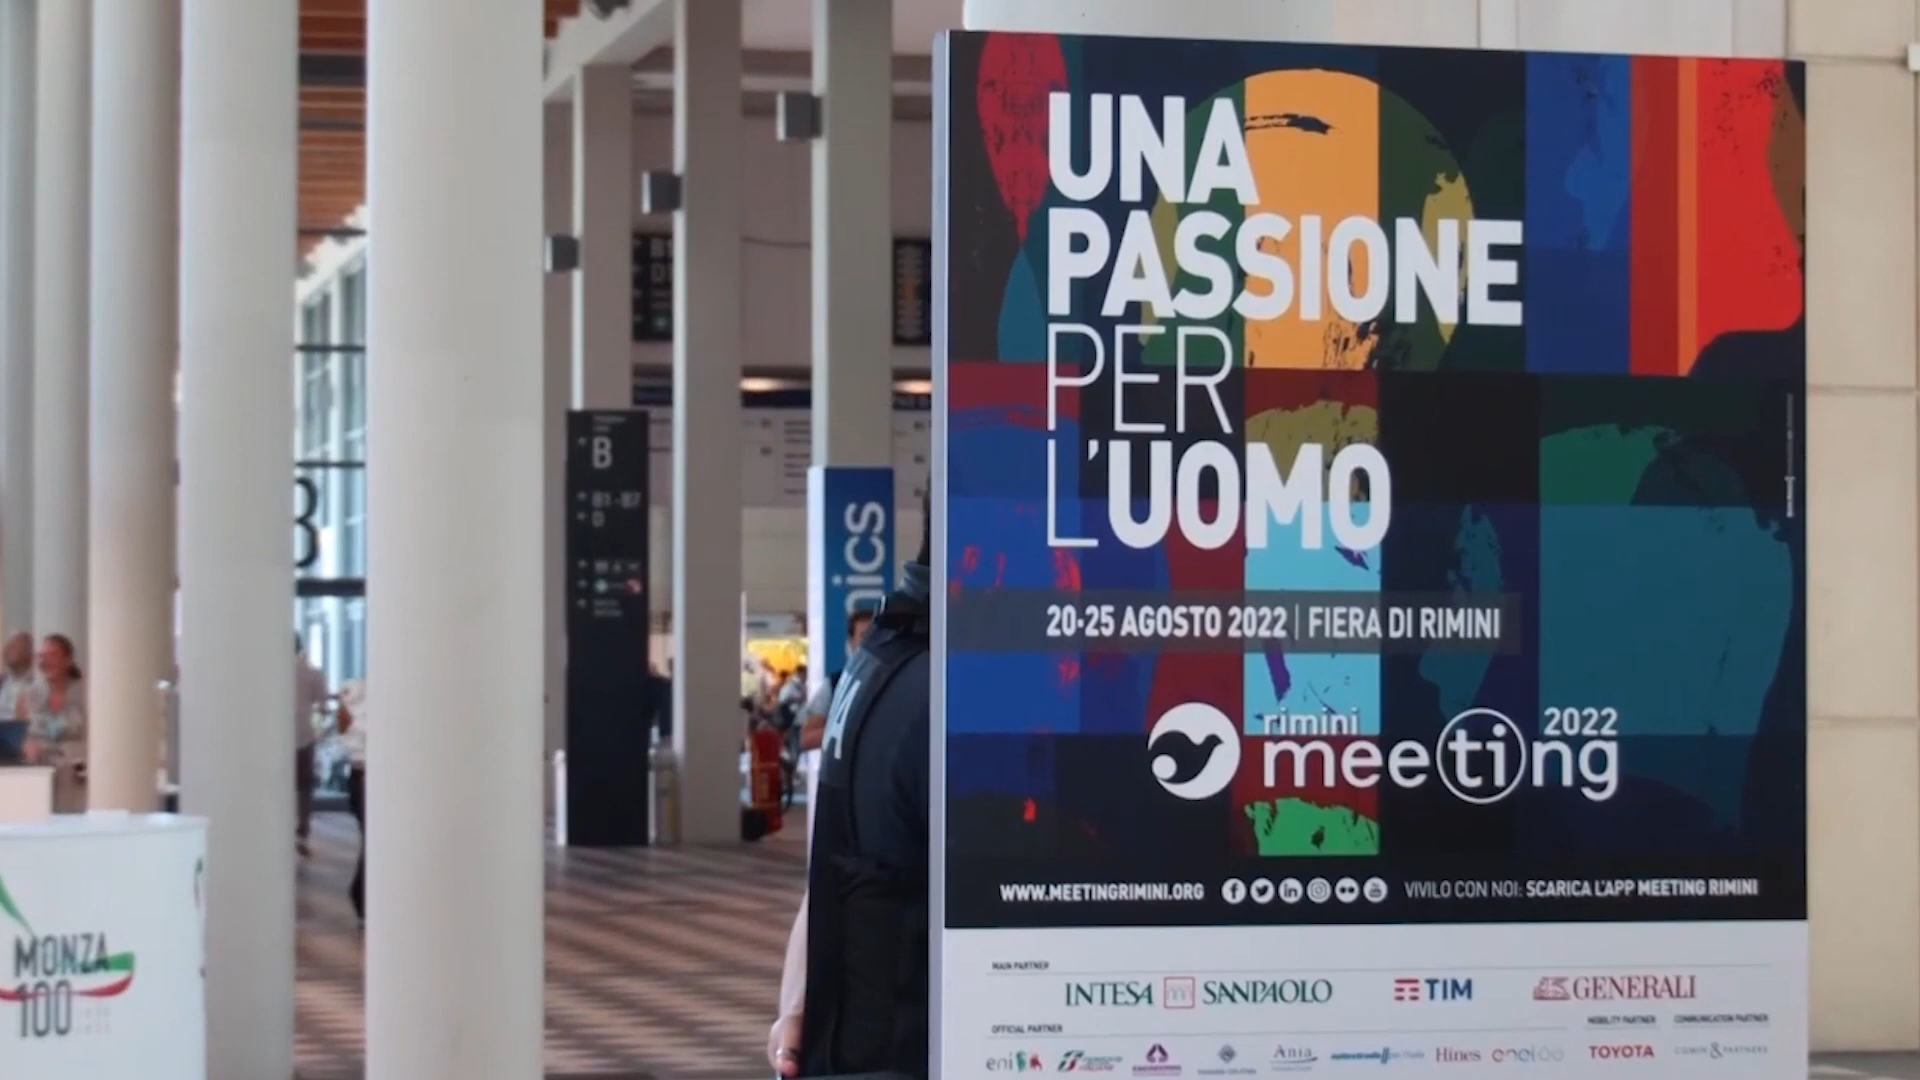 UNA
PASSIONE
PER
L'UOMO
20-25 AGOSTO 2022 | FIERA DI RIMINI
rimini 2022
meeting
WWW.MEETINGRIMINI.ORG VIVILO CON NOI: SCARICA L'APP MEETING RIMINI
MAIN PARTNER
INTESA SANPAOLO TIM GENERALI
OFFICIAL PARTNER MOBILITY PARTNER COMMUNICATION PARTNER
eni Ania Hines enel TOYOTA COMIN & PARTNERS
B
B1-B7
D
nics
MONZA
100